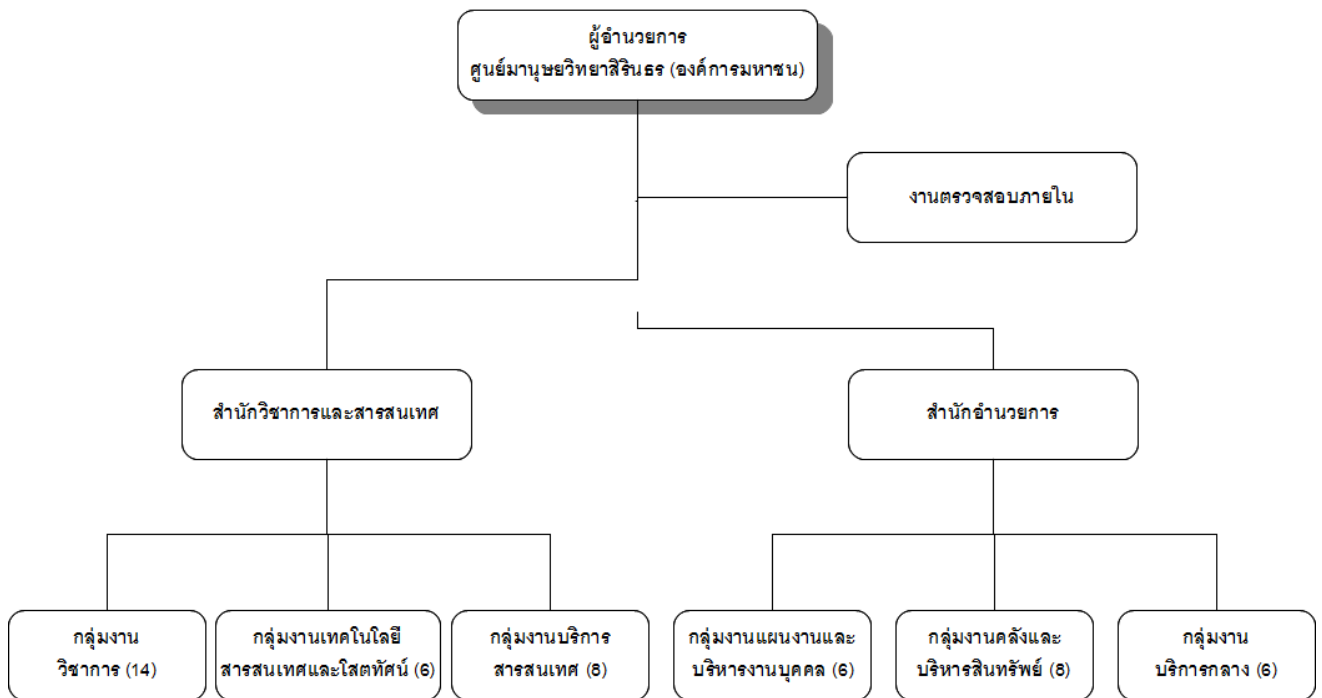 ผู้อำนวยการ
ศูนย์มานุษยวิทยาสิรินธร (องค์การมหาชน)
งานตรวจสอบภายใน
สำนักวิชาการและสารสนเทศ
สำนักอำนวยการ
กลุ่มงาน
วิชาการ (14)
กลุ่มงานเทคโนโลยี
สารสนเทศและโสตทัศน์ (6)
กลุ่มงานบริการ
สารสนเทศ (8)
กลุ่มงานแผนงานและ
บริหารงานบุคคล (6)
กลุ่มงานคลังและ
บริหารสินทรัพย์ (8)
กลุ่มงาน
บริการกลาง (6)